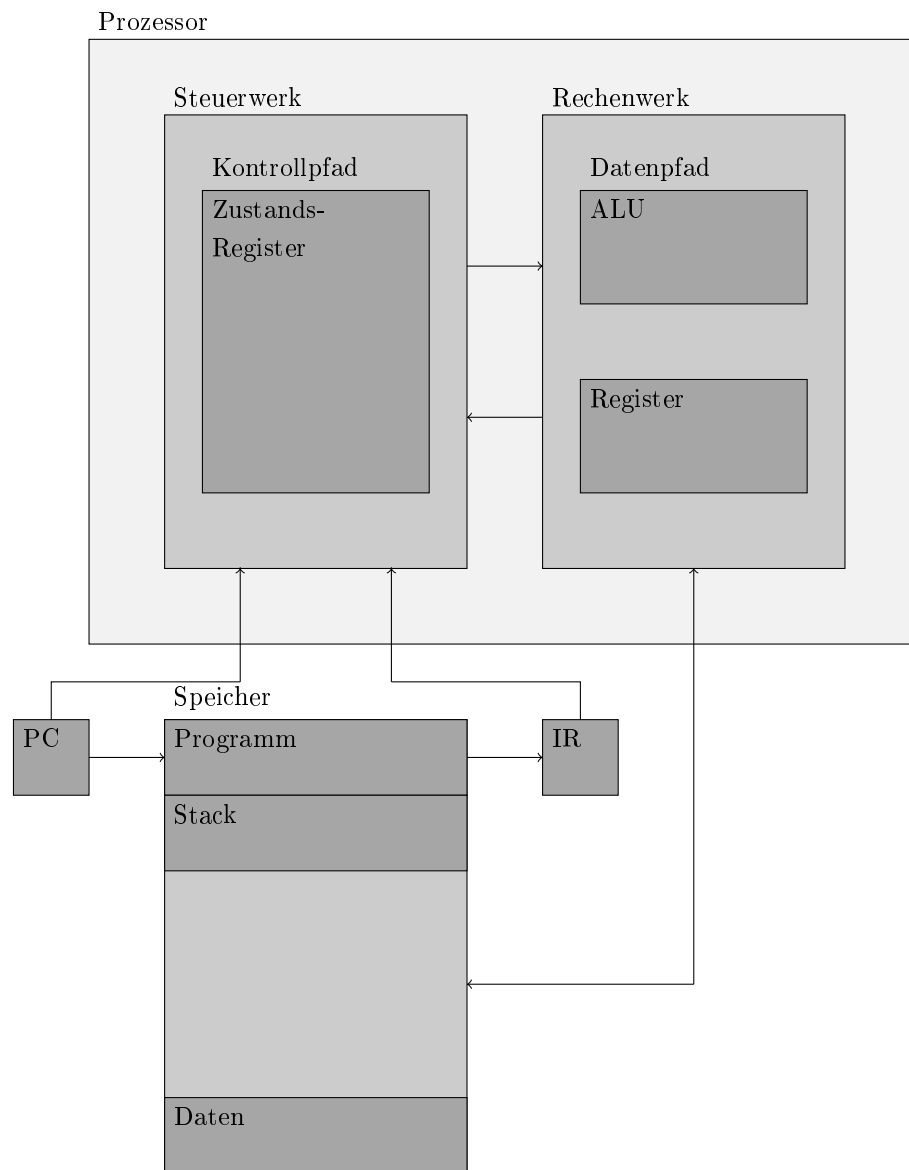 Prozessor
Steuerwerk
Rechenwerk
Kontrollpfad
Datenpfad
Zustands-
Register
ALU
Register
Speicher
PC
Programm
IR
Stack
Daten